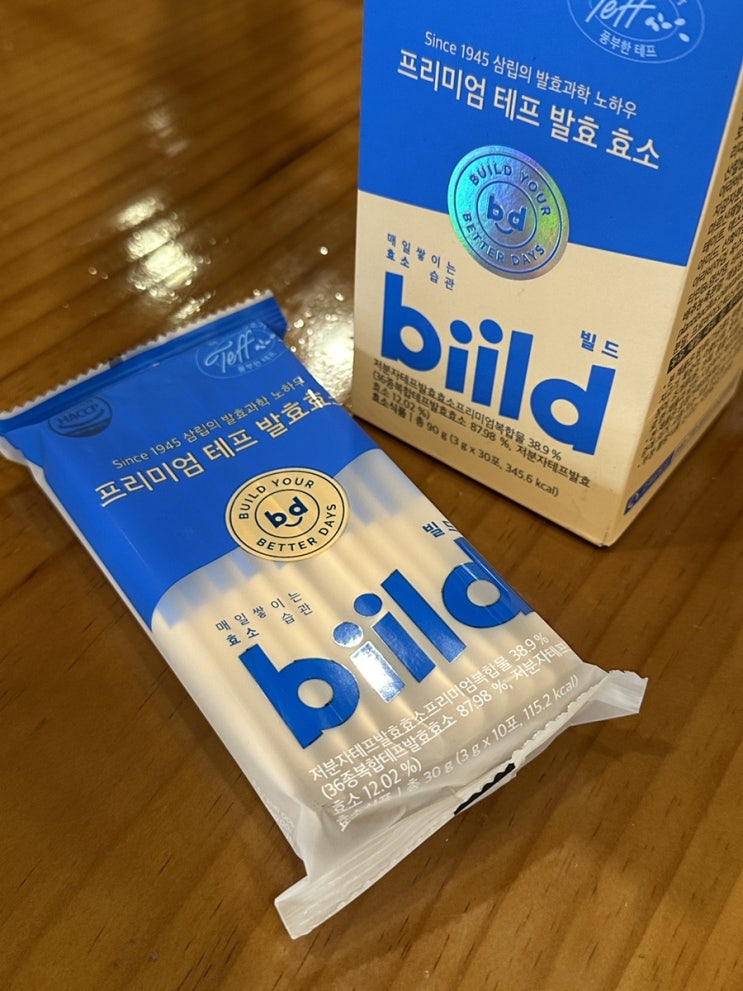 Teff
풍부한 테프
Since 1945 삼립의 발효과학 노하우
프리미엄 테프 발효 효소
BUILD YOUR
bd
BETTER DAYS
매일쌓이는
효소 습관
빌드
biild
저분자테프발효효소프리미엄복합물 38.9 %
(36종복합테프발효효소 87.98 %, 저분자테프발효
효소 12.02 %)
효소식품 | 총 90 g (3 g x 30포, 345.6 kcal)
Teff
풍부한 테프
HACCP
Since 1945 삼립의 발효과학 노하우
프리미엄 테프 발효효
BUILD YOUR
bd
BETTER DAYS
매일쌓이는
효소 습관
빌드
biild
저분자테프발효효소프리미엄복합물 38.9 %
(36종복합테프발효효소 87.98 %, 저분자테프
효소 12.02 %)
효소식품 | 총 30 g (3 g x 10포, 115.2 kcal)